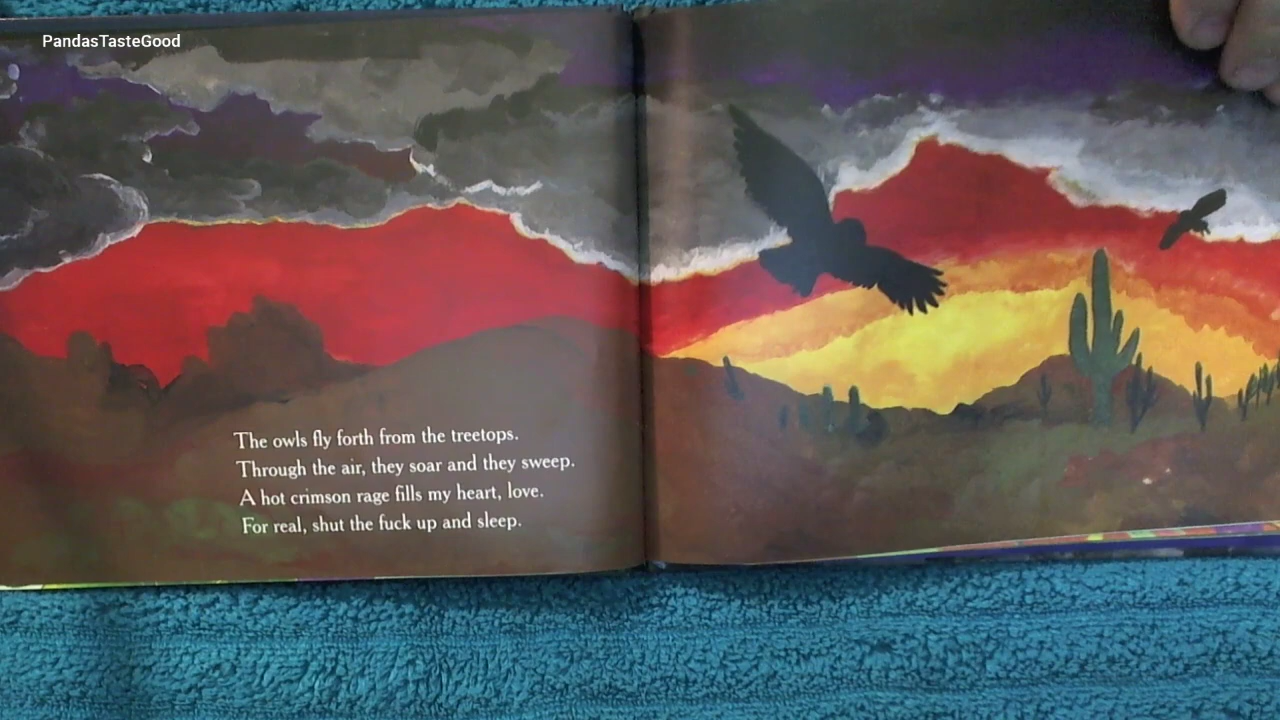 PandasTasteGood
The owls fly forth from the treetops.
Through the air, they soar and they sweep.
A hot crimson rage fills my heart, love.
For real, shut the fuck up and sleep.